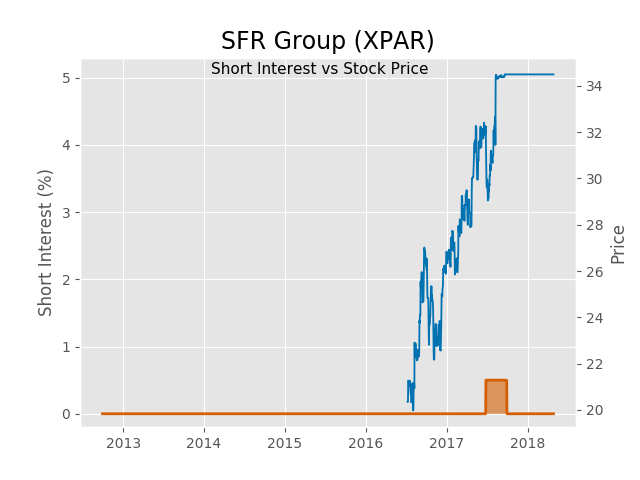 SFR Group (XPAR)
Short Interest vs Stock Price
Short Interest (%)
5
4
3
2
1
0
34
32
30
28
26
24
22
20
Price
2013 2014 2015 2016 2017 2018